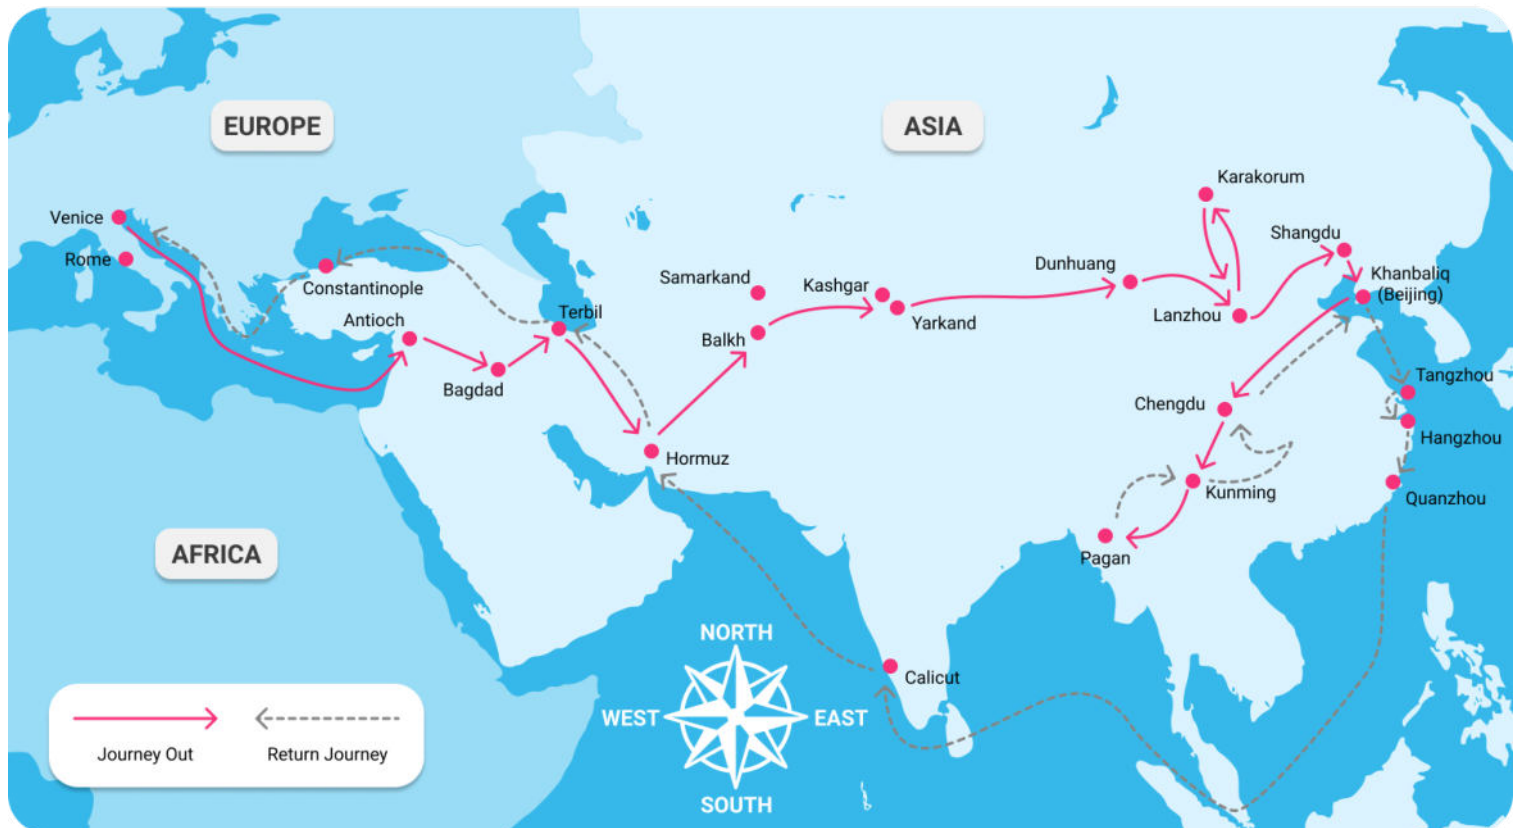 EUROPE
ASIA
Karakorum
Venice
Shangdu
Rome
Dunhuang
Khanbaliq
(Beijing)
Samarkand
Kashgar
Constantinople
Terbil
Antioch
Yarkand
Lanzhou
Balkh
Bagdad
Tangzhou
Chengdu
Hangzhou
Hormuz
Kunming
Quanzhou
AFRICA
Pagan
NORTH
Calicut
WEST
EAST
Journey Out
Return Journey
SOUTH